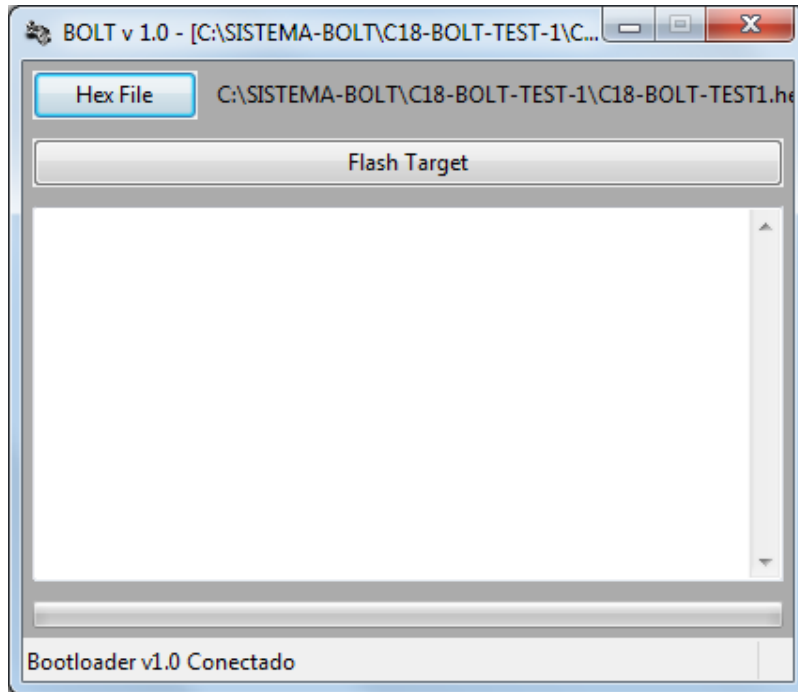 BOLT v 1.0 - [C:\SISTEMA-BOLT\C18-BOLT-TEST-1\C...
Hex File C:\SISTEMA-BOLT\C18-BOLT-TEST-1\C18-BOLT-TEST1.he
Flash Target
Bootloader v1.0 Conectado